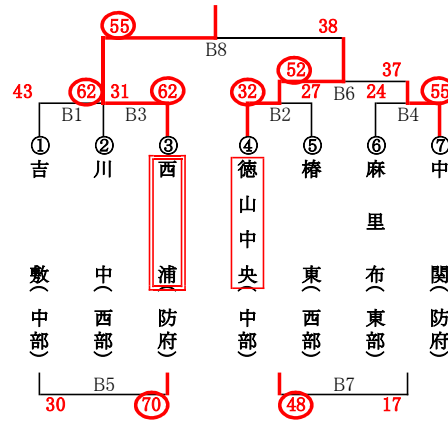 55 38
B8
52
43 62 31 62 32 27 B6 24 37 55
B1 B3 B2 B4
① ② ③ ④ ⑤ ⑥ ⑦
吉敷(中部)
川中(西部)
西浦(防府)
徳山中央(中部)
椿東(西部)
麻里布(東部)
中関(防府)
B5 B7
30 70 48 17